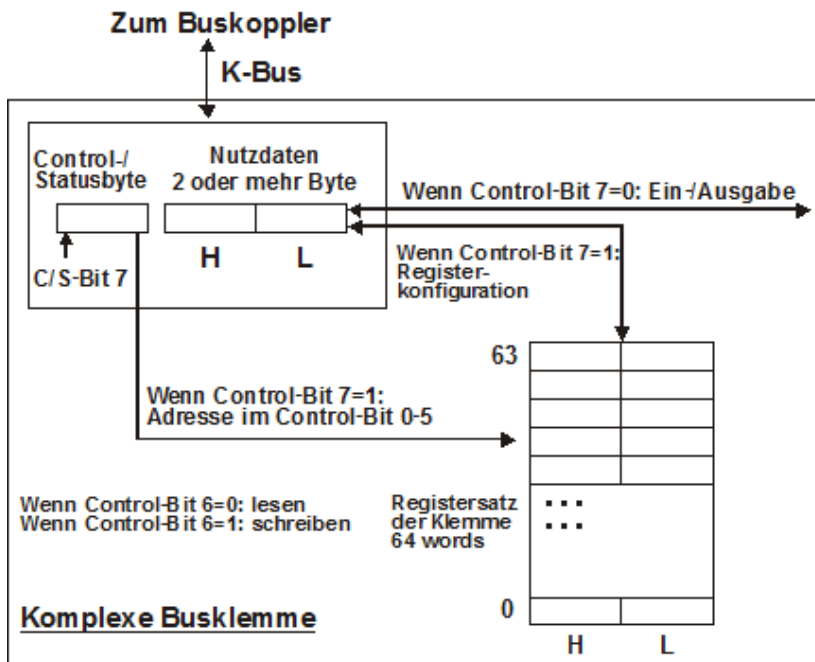 Zum Buskoppler
K-Bus
Control-/
Statusbyte
Nutzdaten
2 oder mehr Byte
H
L
C/S-Bit 7
Wenn Control-Bit 7=0: Ein-/Ausgabe
Wenn Control-Bit 7=1:
Register-
konfiguration
63
Wenn Control-Bit 7=1:
Adresse im Control-Bit 0-5
Wenn Control-Bit 6=0: lesen
Wenn Control-Bit 6=1: schreiben
Registersatz
der Klemme
64 words
0
H
L
Komplexe Busklemme